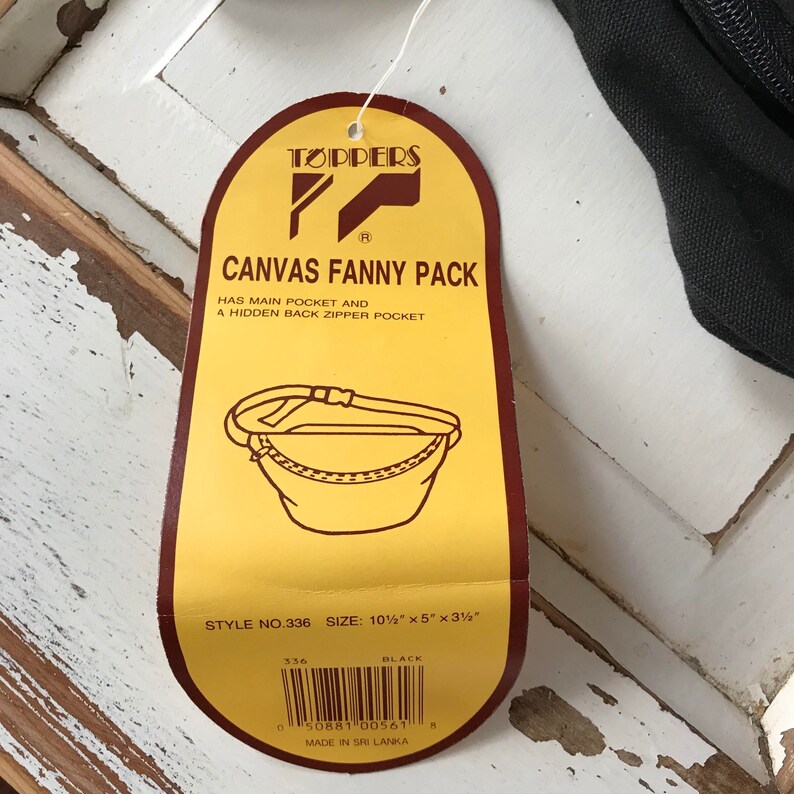 TOPPERS
®
CANVAS FANNY PACK
HAS MAIN POCKET AND
A HIDDEN BACK ZIPPER POCKET
STYLE NO.336 SIZE: 10½" x 5" x 3½"
336 BLACK
0 50881 00561 8
MADE IN SRI LANKA